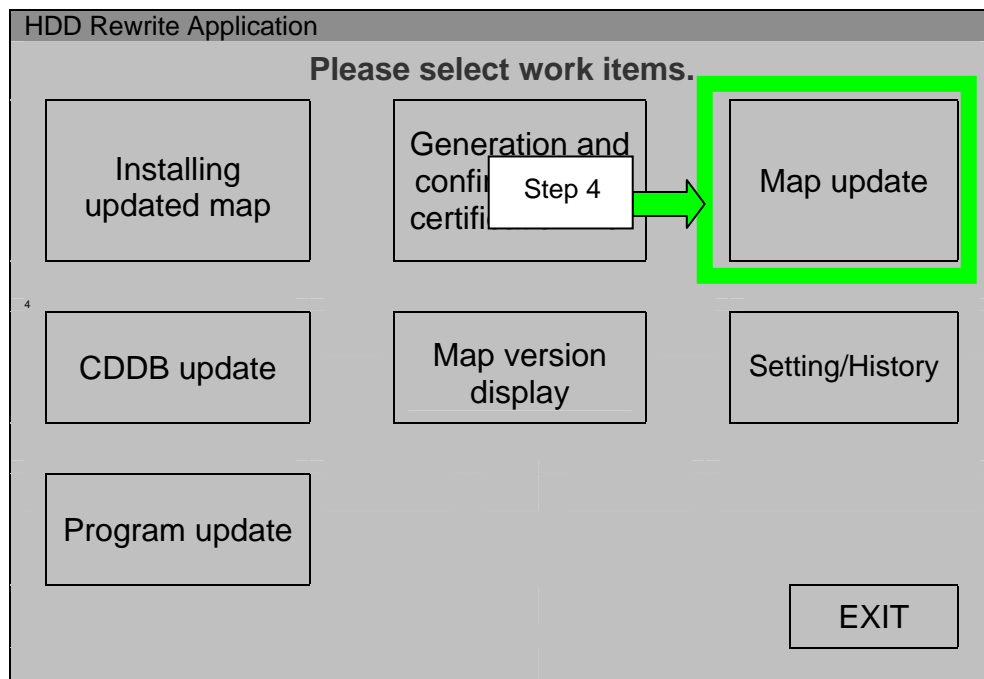 HDD Rewrite Application
Please select work items.
Installing
updated map
Generation and
Step 4
Map update
4
CDDB update
Map version
display
Setting/History
Program update
EXIT